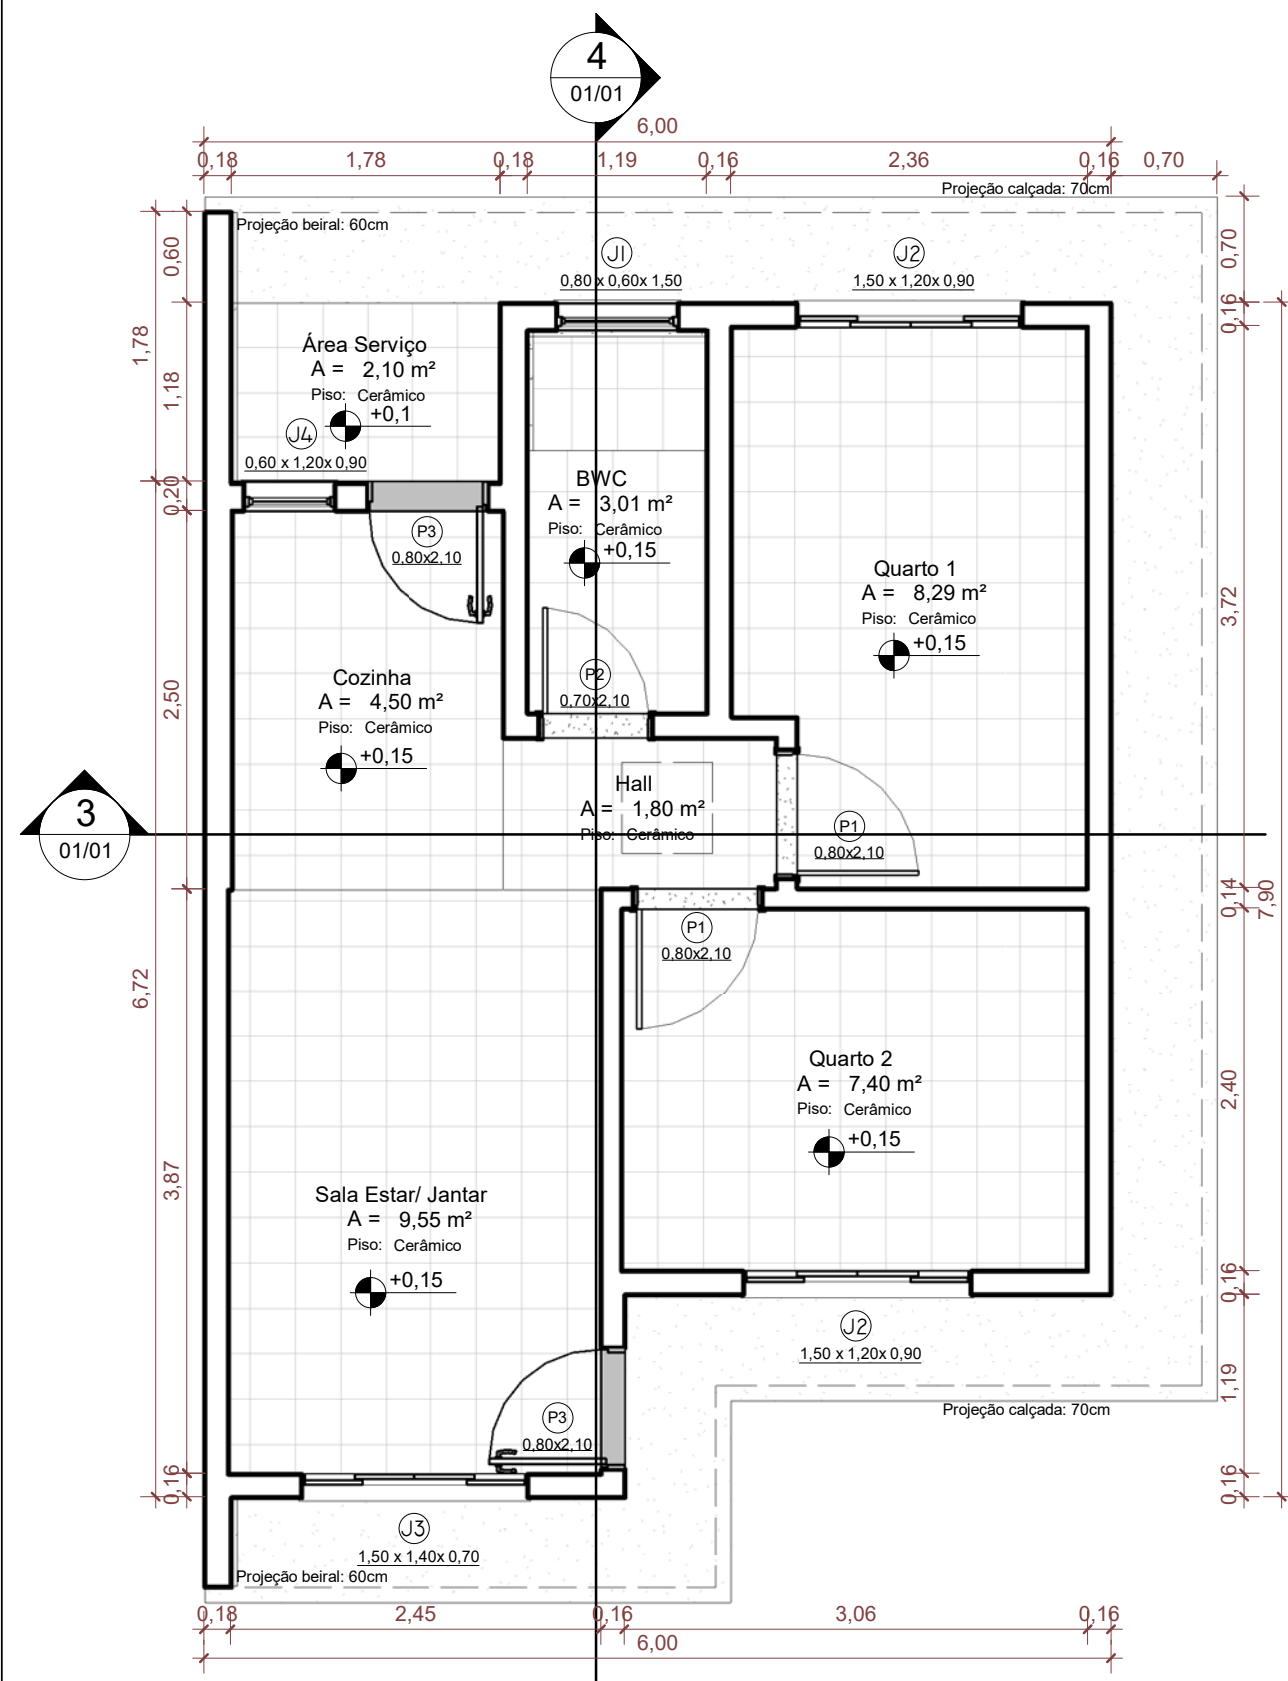 4
01/01
6,00
0,18 1,78 0,18 1,19 0,16 2,36 0,16 0,70
Projeção calçada: 70cm
Projeção beiral: 60cm
J1
0,80 x 0,60x 1,50
J2
1,50 x 1,20x 0,90
0,60
0,70
0,16
1,78
1,18
Área Serviço
A = 2,10 m²
Piso: Cerâmico
+0,1
J4
0,60 x 1,20x 0,90
0,20
BWC
A = 3,01 m²
Piso: Cerâmico
+0,15
P3
0,80x2,10
Quarto 1
A = 8,29 m²
Piso: Cerâmico
+0,15
3,72
2,50
Cozinha
A = 4,50 m²
Piso: Cerâmico
+0,15
P2
0,70x2,10
Hall
A = 1,80 m²
Piso: Cerâmico
P1
0,80x2,10
3
01/01
0,14
7,90
P1
0,80x2,10
6,72
Quarto 2
A = 7,40 m²
Piso: Cerâmico
+0,15
2,40
3,87
Sala Estar/ Jantar
A = 9,55 m²
Piso: Cerâmico
+0,15
0,16
J2
1,50 x 1,20x 0,90
1,19
Projeção calçada: 70cm
P3
0,80x2,10
0,16
0,16
J3
1,50 x 1,40x 0,70
Projeção beiral: 60cm
0,18 2,45 0,16 3,06 0,16
6,00